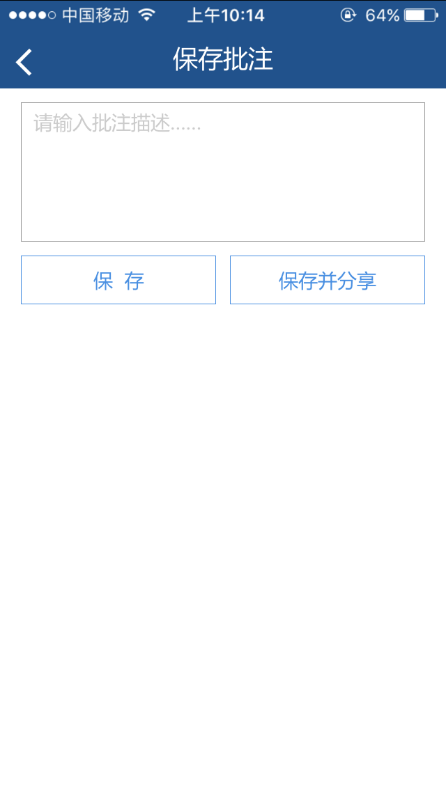 中国移动 上午10:14 64%
保存批注
请输入批注描述......
保 存 保存并分享